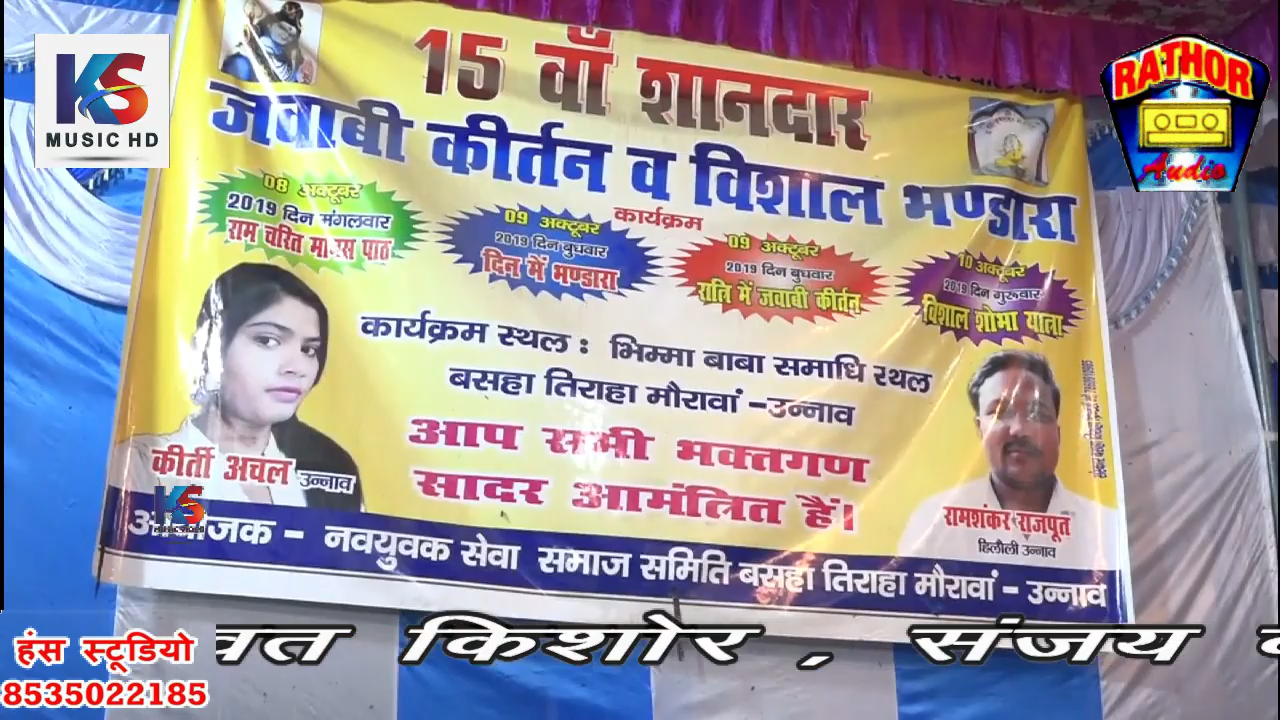 KS
MUSIC HD
RATHOR
Audio
15 वाँ शानदार
जवाबी कीर्तन व विशाल भण्डारा
कार्यक्रम
08 अक्टूबर
2019 दिन मंगलवार
राम चरित मानस पाठ
09 अक्टूबर
2019 दिन बुधवार
दिन में भण्डारा
09 अक्टूबर
2019 दिन बुधवार
रात्रि में जवाबी कीर्तन
10 अक्टूबर
2019 दिन गुरूवार
विशाल शोभा यात्रा
कार्यक्रम स्थल : भिम्मा बाबा समाधि स्थल
बसहा तिराहा मौरावां -उन्नाव
आप सभी भक्तगण
सादर आमंत्रित हैं।
कीर्ती अचल उन्नाव
रामशंकर राजपूत
हिलौली उन्नाव
KS
आयोजक - नवयुवक सेवा समाज समिति बसहा तिराहा मौरावां - उन्नाव
हंस स्टूडियो
8535022185
किशोर , संजय